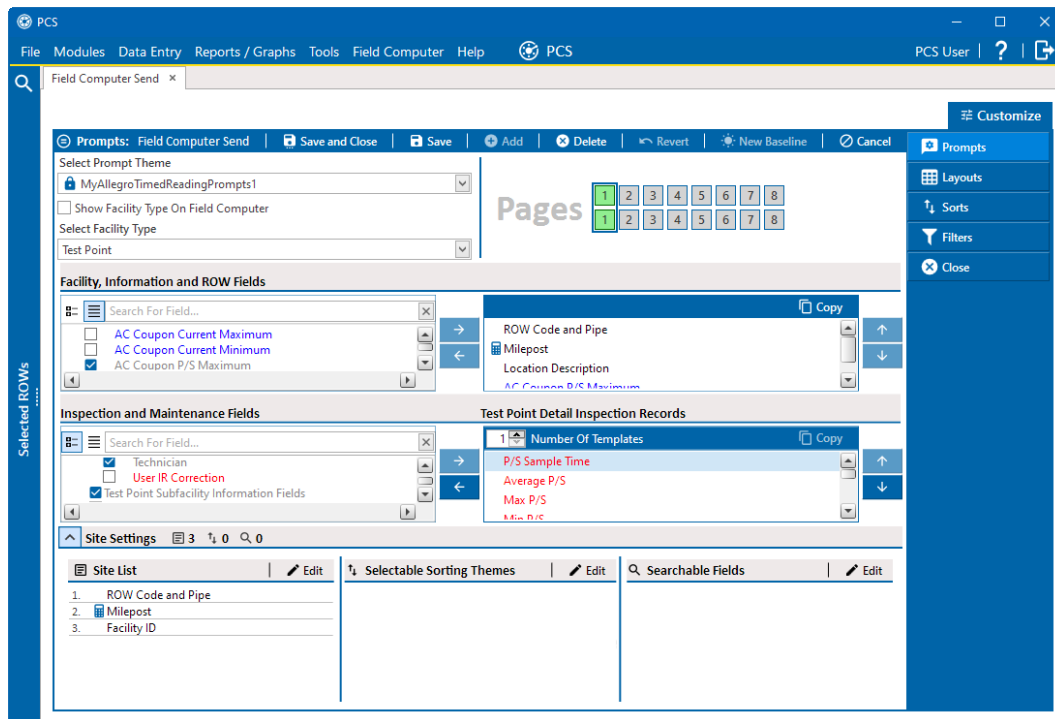 PCS
File Modules Data Entry Reports / Graphs Tools Field Computer Help PCS PCS User ?
Field Computer Send ×
Customize
Prompts: Field Computer Send Save and Close Save Add Delete Revert New Baseline Cancel
Prompts
Layouts
Sorts
Filters
Close
Select Prompt Theme
MyAllegroTimedReadingPrompts1
Show Facility Type On Field Computer
Select Facility Type
Test Point
Pages
1 2 3 4 5 6 7 8
1 2 3 4 5 6 7 8
Facility, Information and ROW Fields
Search For Field...
AC Coupon Current Maximum
AC Coupon Current Minimum
AC Coupon P/S Maximum
Copy
ROW Code and Pipe
Milepost
Location Description
AC Coupon P/S Maximum
Selected ROWs
Inspection and Maintenance Fields
Search For Field...
Technician
User IR Correction
Test Point Subfacility Information Fields
Test Point Detail Inspection Records
1 Number Of Templates Copy
P/S Sample Time
Average P/S
Max P/S
Min P/S
Site Settings 3 0 0
Site List Edit
1. ROW Code and Pipe
2. Milepost
3. Facility ID
Selectable Sorting Themes Edit
Searchable Fields Edit